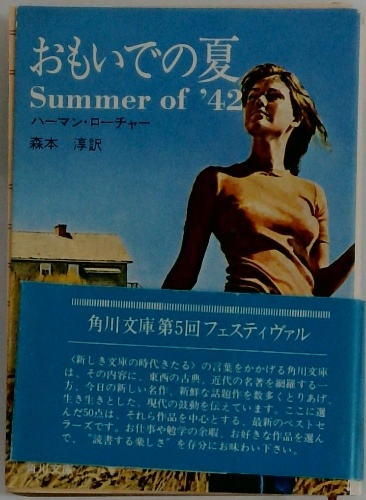 おもいでの夏
Summer of '42
ハーマン・ローチャー
森本 淳訳
角川文庫第5回フェスティヴァル
〈新しき文庫の時代きたる〉の言葉をかかげる角川文庫
は、その内容に、東西の古典、近代の名著を網羅する一
方、今日の新しい名作、新鮮な話題作を数多くとりあげ、
生き生きとした、現代の鼓動を伝えています。ここに選
んだ50点は、それら作品を中心とする、最新のベストセ
ラーズです。お仕事や勉学の余暇、お好きな作品を選ん
で、"読書する楽しさ"を存分にお味わい下さい。
角川文庫